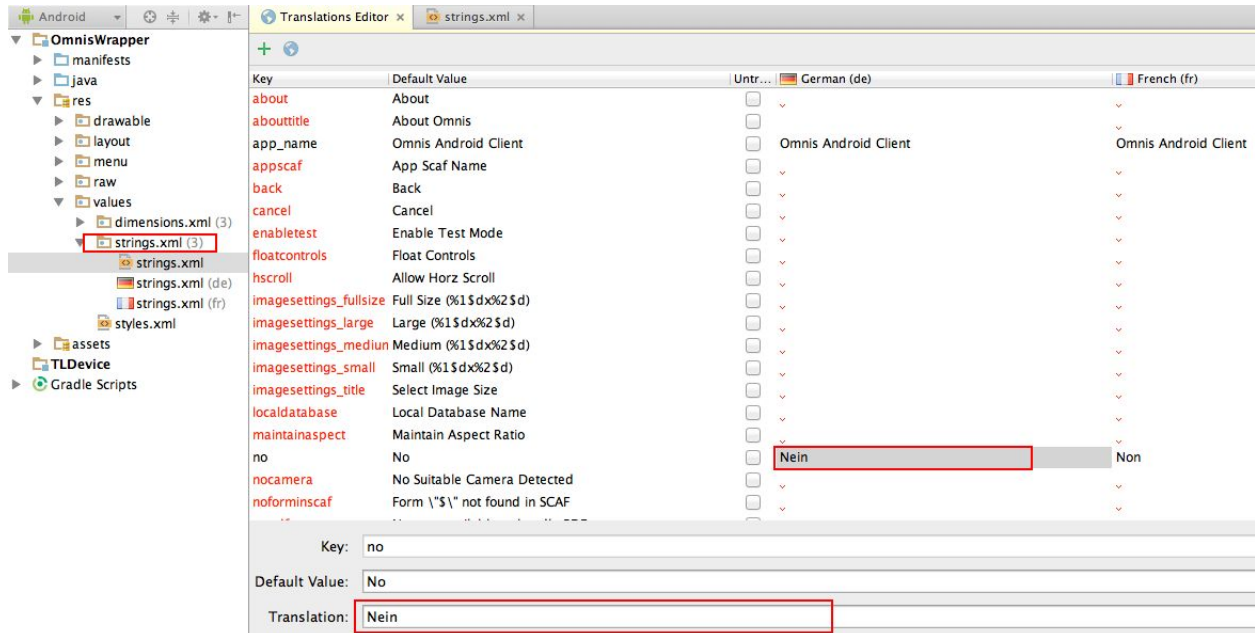 Android
Translations Editor
strings.xml
OmnisWrapper
manifests
java
res
drawable
layout
menu
raw
values
dimensions.xml (3)
strings.xml (3)
strings.xml
strings.xml (de)
strings.xml (fr)
styles.xml
assets
TLDevice
Gradle Scripts
Key Default Value Untr... German (de) French (fr)
about About
abouttitle About Omnis
app_name Omnis Android Client Omnis Android Client Omnis Android Client
appscaf App Scaf Name
back Back
cancel Cancel
enabletest Enable Test Mode
floatcontrols Float Controls
hscroll Allow Horz Scroll
imagesettings_fullsize Full Size (%1$dx%2$d)
imagesettings_large Large (%1$dx%2$d)
imagesettings_mediun Medium (%1$dx%2$d)
imagesettings_small Small (%1$dx%2$d)
imagesettings_title Select Image Size
localdatabase Local Database Name
maintainaspect Maintain Aspect Ratio
no No Nein Non
nocamera No Suitable Camera Detected
noforminscaf Form \"$\" not found in SCAF
Key: no
Default Value: No
Translation: Nein